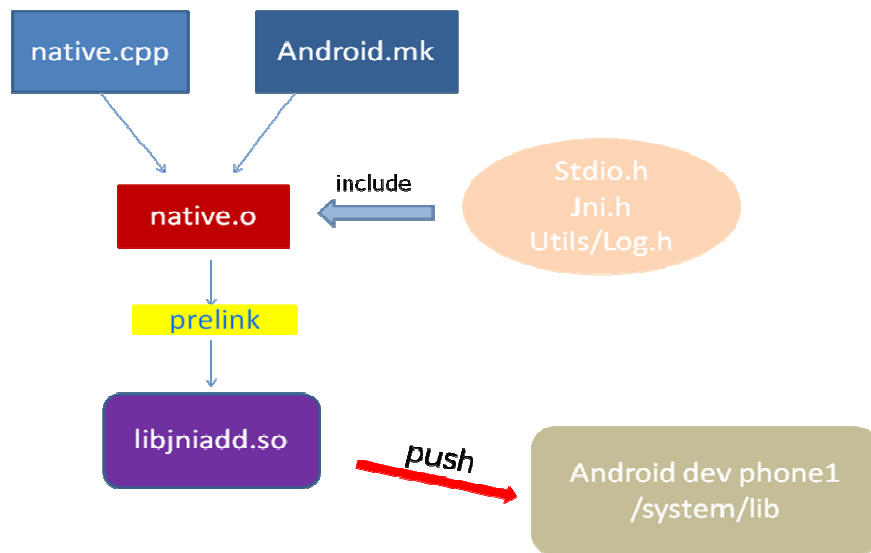 native.cpp
Android.mk
include
Stdio.h
Jni.h
Utils/Log.h
native.o
prelink
libjniadd.so
push
Android dev phone1
/system/lib